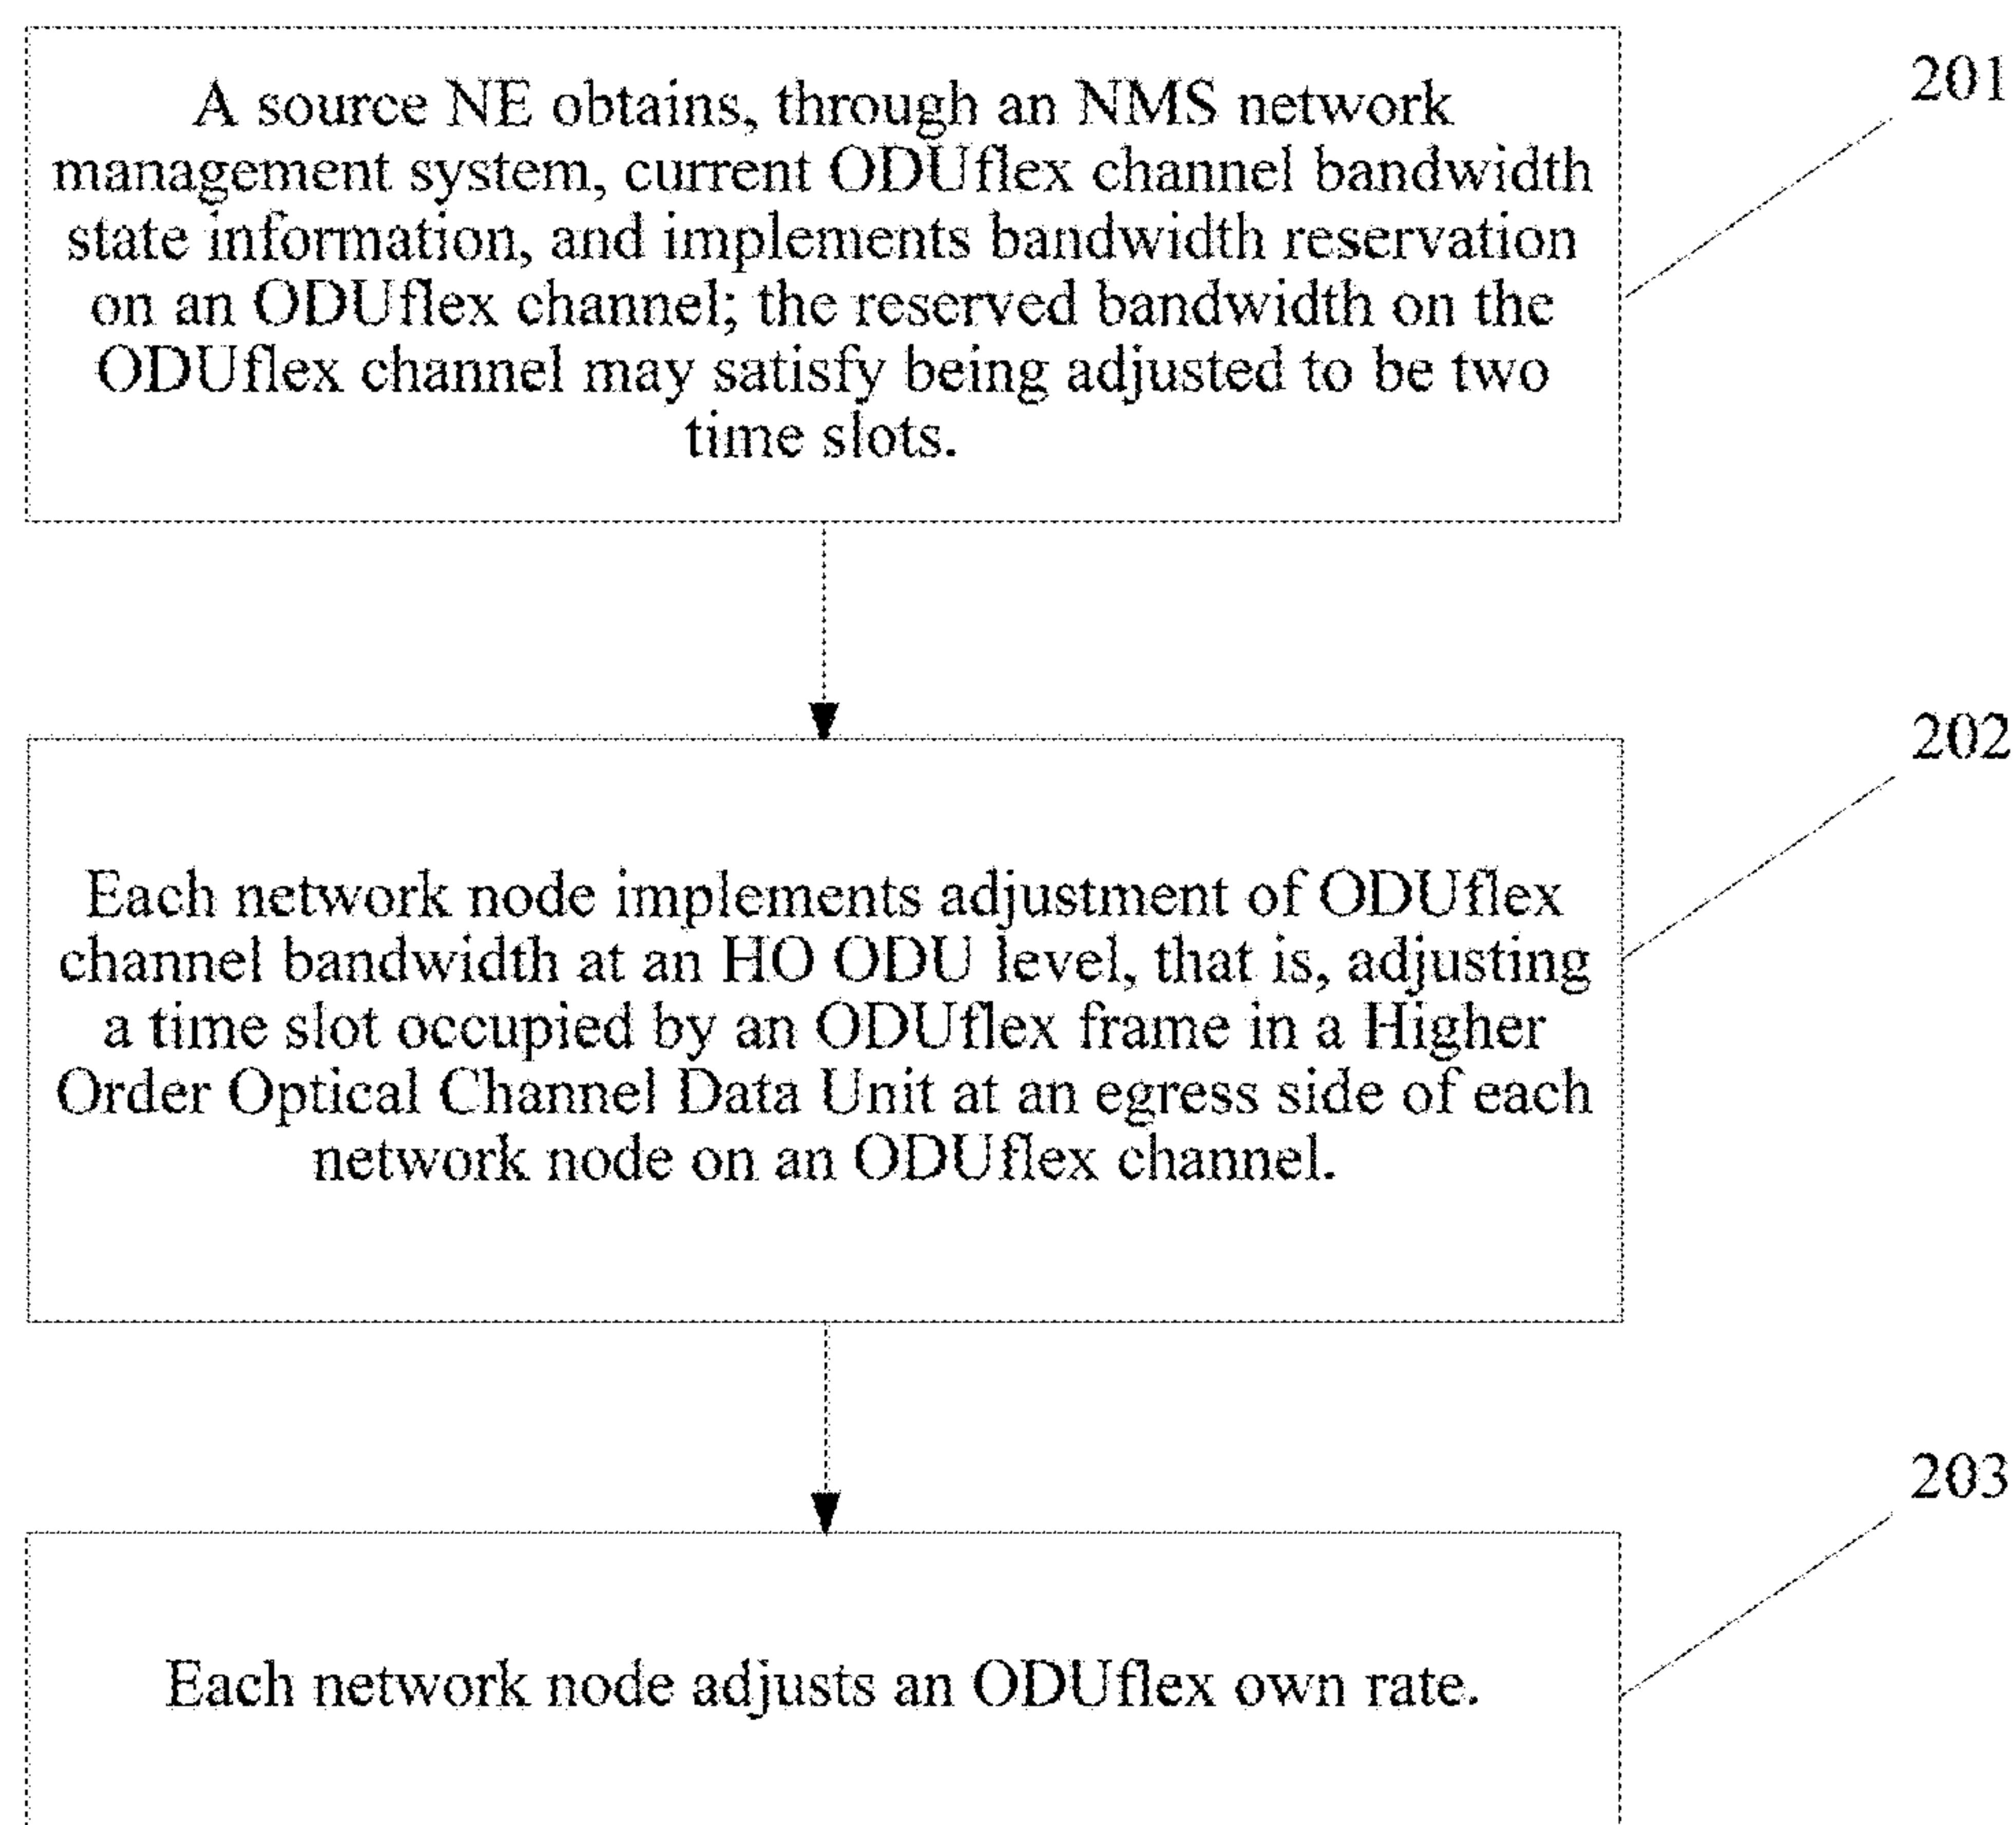 A source NE obtains, through an NMS network
management system, current ODUflex channel bandwidth
state information, and implements bandwidth reservation
on an ODUflex channel; the reserved bandwidth on the
ODUflex channel may satisfy being adjusted to be two
time slots.
201
Each network node implements adjustment of ODUflex
channel bandwidth at an HO ODU level, that is, adjusting
a time slot occupied by an ODUflex frame in a Higher
Order Optical Channel Data Unit at an egress side of each
network node on an ODUflex channel.
202
Each network node adjusts an ODUflex own rate.
203